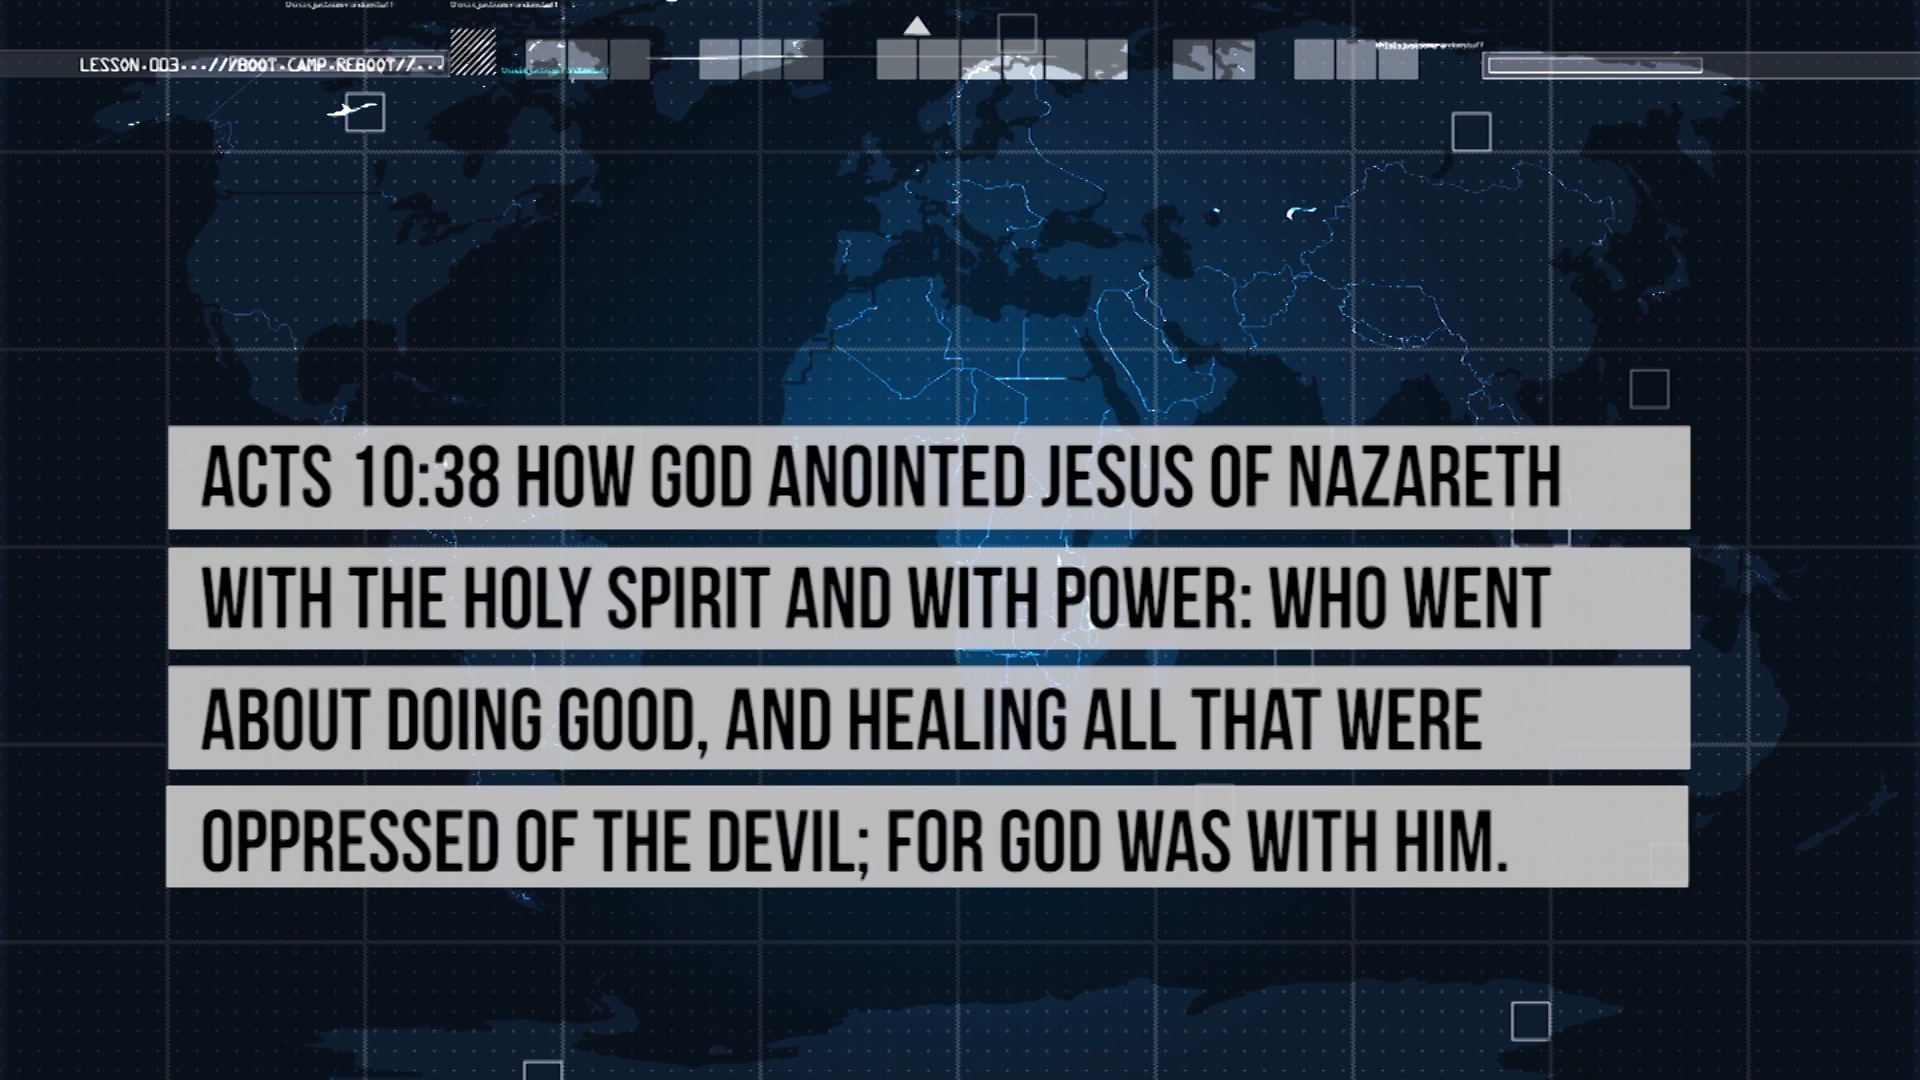 LESSON.003...//BOOT.CAMP.REBOOT//...
ACTS 10:38 HOW GOD ANOINTED JESUS OF NAZARETH
WITH THE HOLY SPIRIT AND WITH POWER: WHO WENT
ABOUT DOING GOOD, AND HEALING ALL THAT WERE
OPPRESSED OF THE DEVIL; FOR GOD WAS WITH HIM.